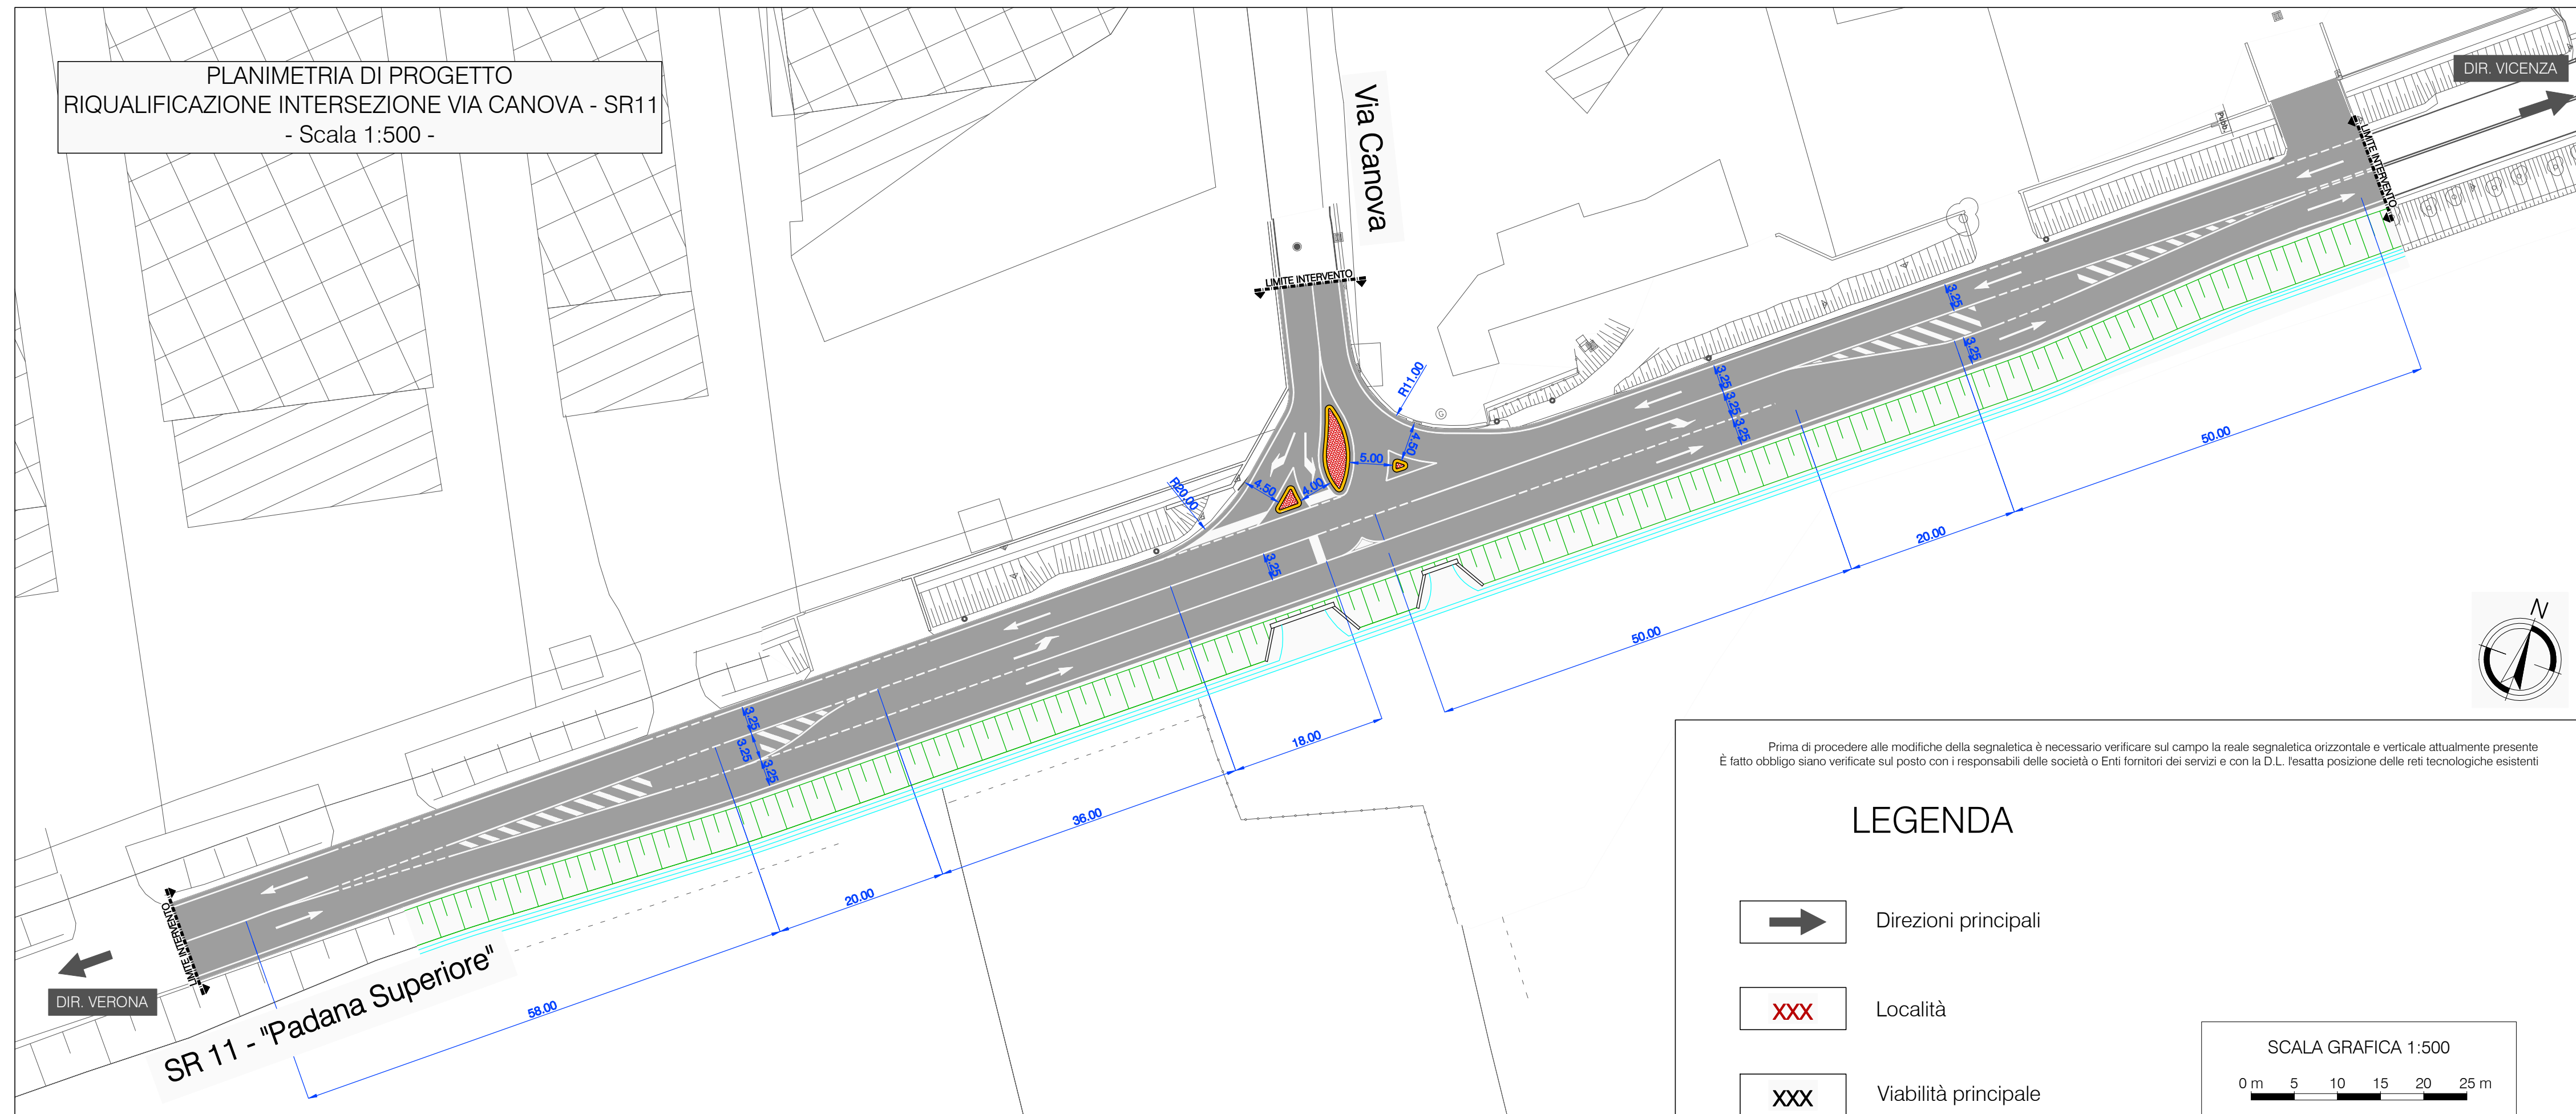 PLANIMETRIA DI PROGETTO
RIQUALIFICAZIONE INTERSEZIONE VIA CANOVA - SR11
- Scala 1:500 -
DIR. VICENZA
Pubb.
LIMITE INTERVENTO
Via Canova
LIMITE INTERVENTO
3.25
3.25
R11.00
3.25
3.25
3.25
4.50
5.00
50.00
R20.00
4.50
4.00
3.25
20.00
50.00
N
3.25
3.25
3.25
18.00
36.00
20.00
LIMITE INTERVENTO
DIR. VERONA
SR 11 - "Padana Superiore"
58.00
Prima di procedere alle modifiche della segnaletica è necessario verificare sul campo la reale segnaletica orizzontale e verticale attualmente presente
È fatto obbligo siano verificate sul posto con i responsabili delle società o Enti fornitori dei servizi e con la D.L. l'esatta posizione delle reti tecnologiche esistenti
LEGENDA
Direzioni principali
XXX Località
XXX Viabilità principale
SCALA GRAFICA 1:500
0 m 5 10 15 20 25 m